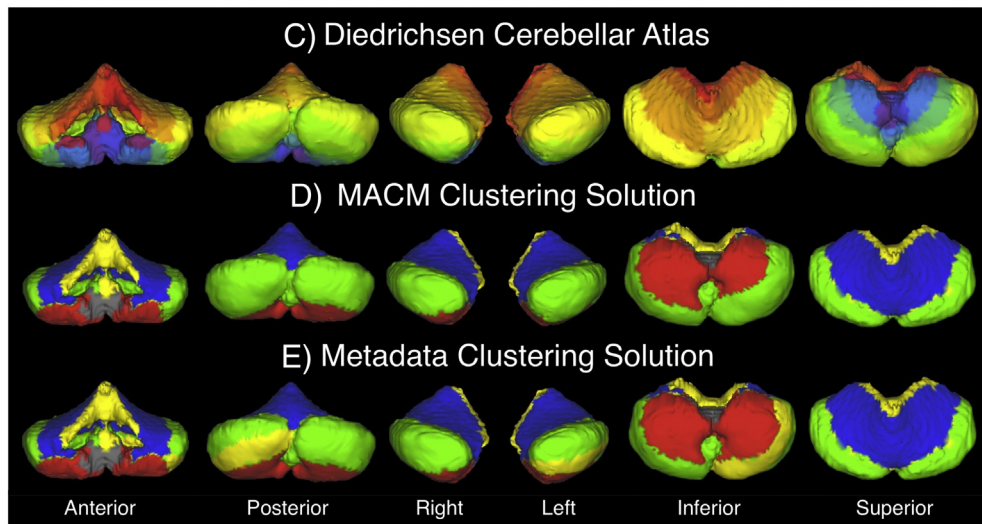 C) Diedrichsen Cerebellar Atlas
D) MACM Clustering Solution
E) Metadata Clustering Solution
Anterior Posterior Right Left Inferior Superior